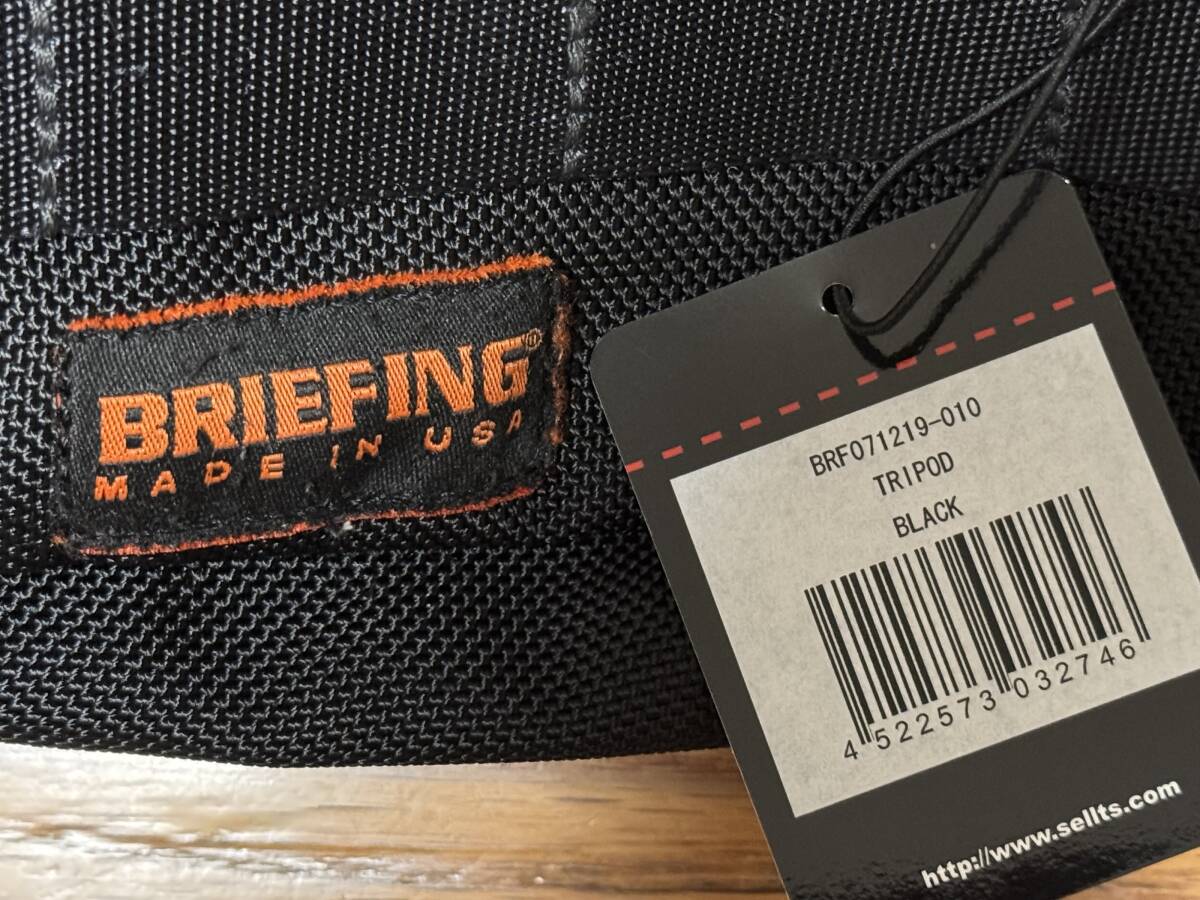 BRIEFING®
MADE IN USA
BRF071219-010
TRIPOD
BLACK
4 522573 032746
http://www.sellts.com